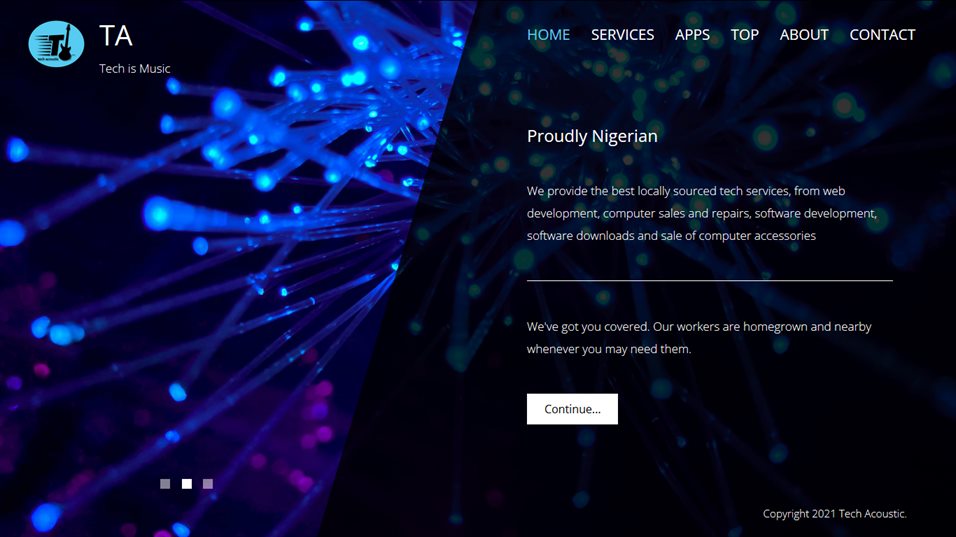 TA
Tech is Music
tech acoustic
HOME SERVICES APPS TOP ABOUT CONTACT
Proudly Nigerian
We provide the best locally sourced tech services, from web
development, computer sales and repairs, software development,
software downloads and sale of computer accessories
We've got you covered. Our workers are homegrown and nearby
whenever you may need them.
Continue...
Copyright 2021 Tech Acoustic.